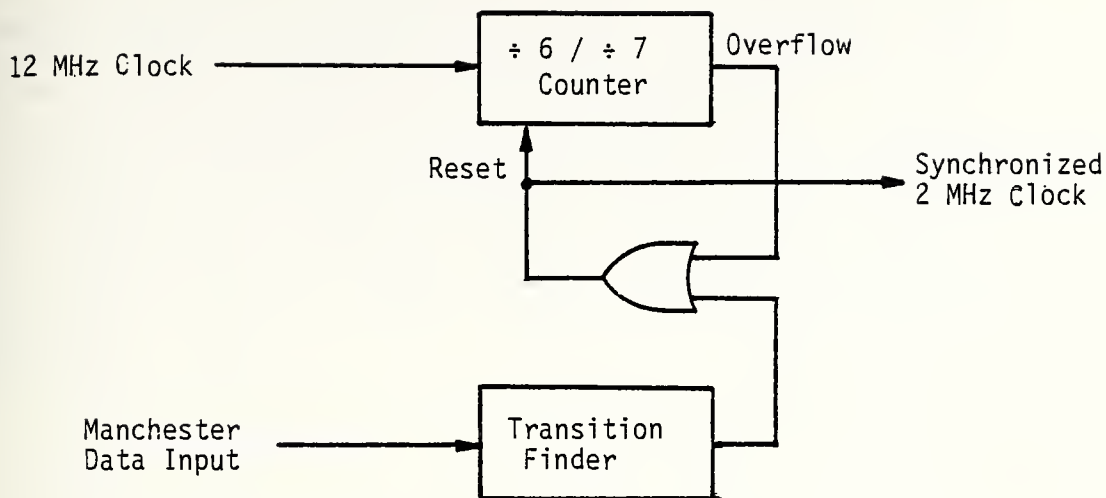 12 MHz Clock
÷ 6 / ÷ 7
Counter
Overflow
Reset
Synchronized
2 MHz Clock
Manchester
Data Input
Transition
Finder